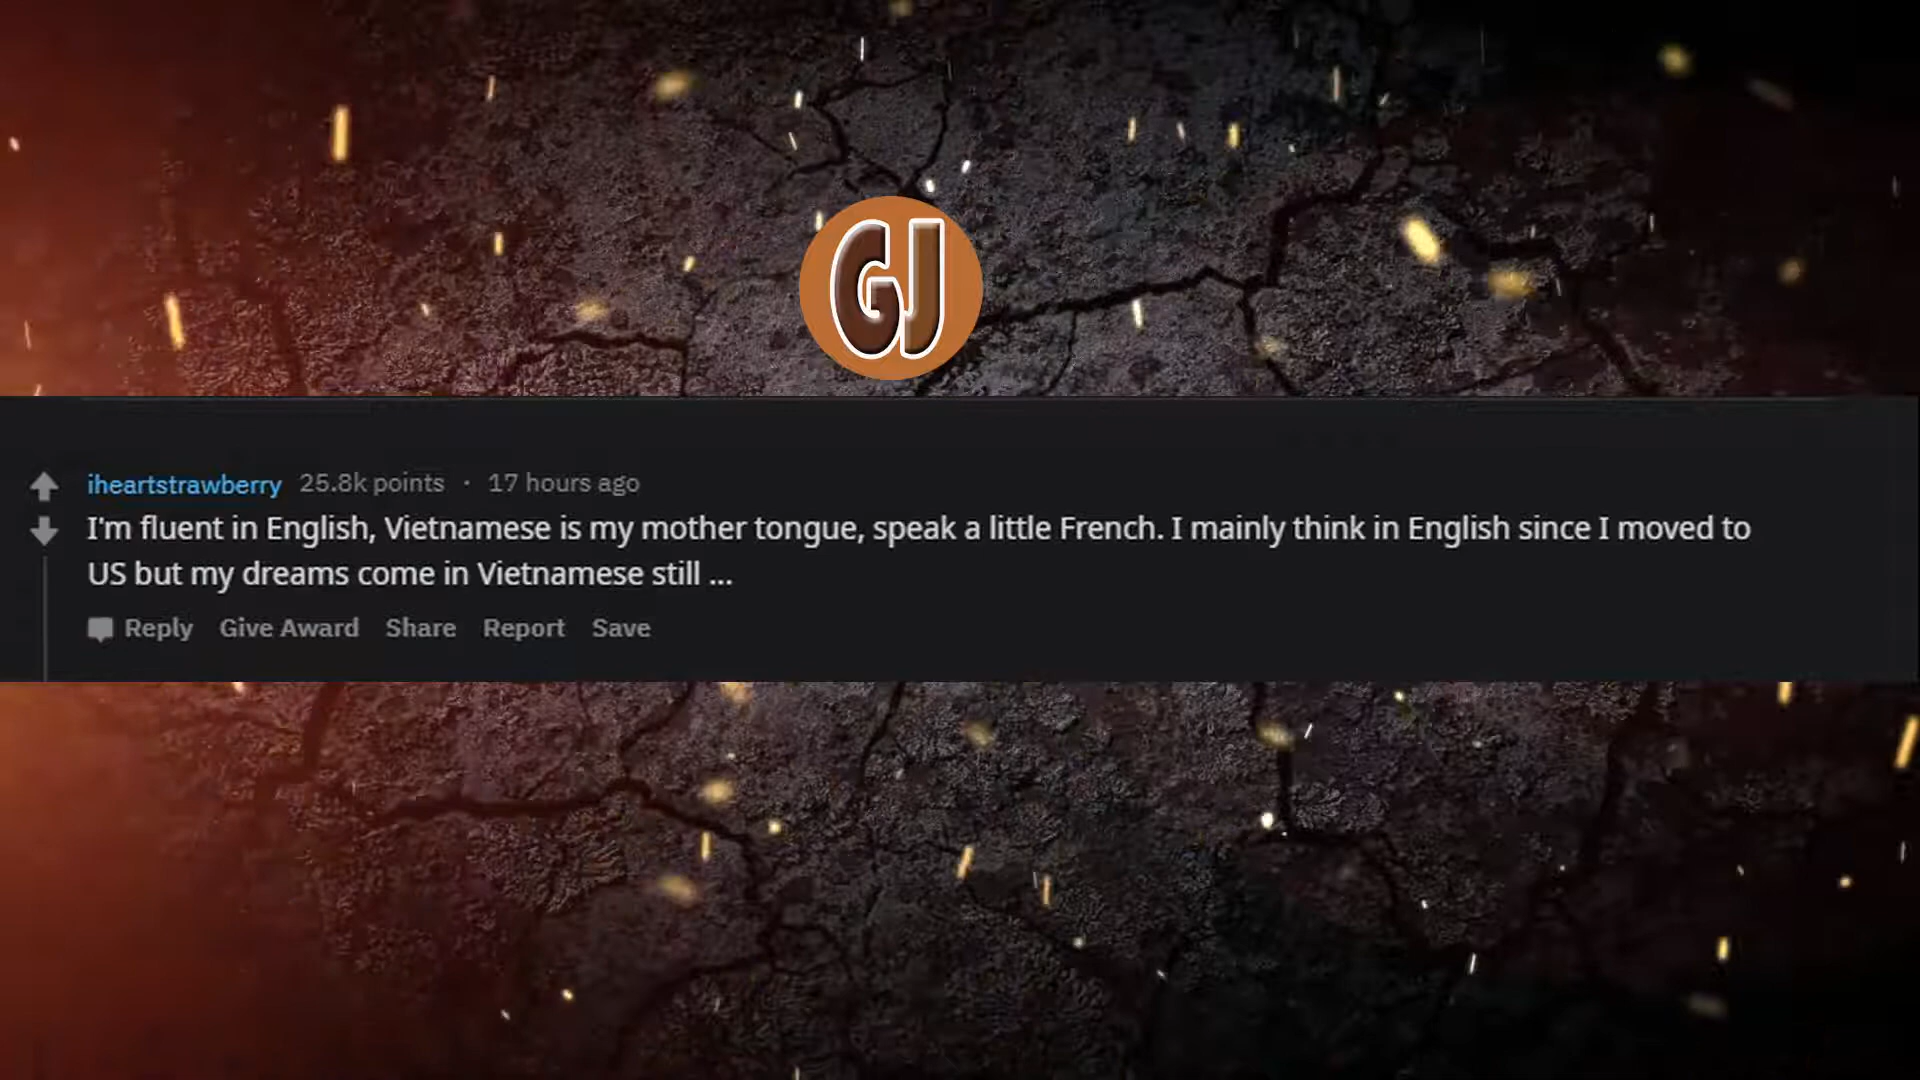 GJ
iheartstrawberry 25.8k points · 17 hours ago
I'm fluent in English, Vietnamese is my mother tongue, speak a little French. I mainly think in English since I moved to
US but my dreams come in Vietnamese still ...
Reply Give Award Share Report Save